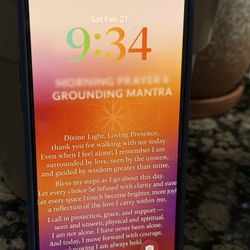 Sat Feb 21
9:34
MORNING PRAYER &
GROUNDING MANTRA
Divine Light, Loving Presence,
thank you for walking with me today.
Even when I feel alone, I remember I am
surrounded by love, seen by the unseen,
and guided by wisdom greater than mine.
Bless my steps as I go about my day.
Let every choice be infused with clarity and ease
Let every space I touch become brighter, more joy
a reflection of the love I carry within me.
I call in protection, grace, and support —
seen and unseen, physical and spiritual.
I am not alone. I have never been alone.
And today, I move forward with courage,
knowing I am always held.